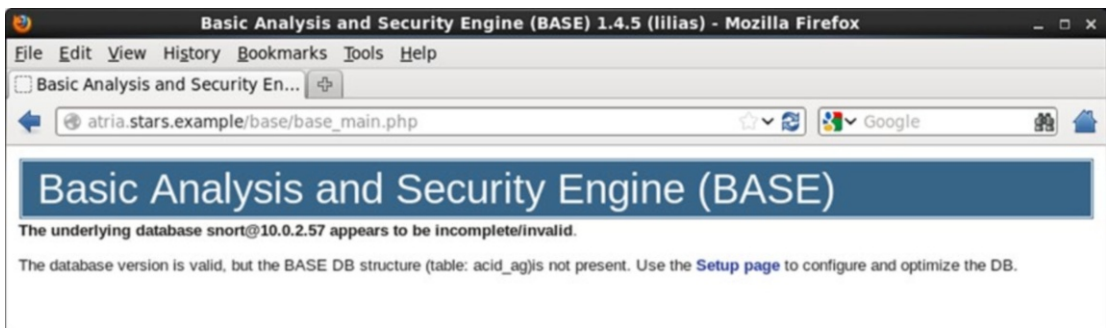 Basic Analysis and Security Engine (BASE) 1.4.5 (lilias) - Mozilla Firefox
File Edit View History Bookmarks Tools Help
Basic Analysis and Security En...
atria.stars.example/base/base_main.php
Google
Basic Analysis and Security Engine (BASE)
The underlying database snort@10.0.2.57 appears to be incomplete/invalid.
The database version is valid, but the BASE DB structure (table: acid_ag)is not present. Use the Setup page to configure and optimize the DB.